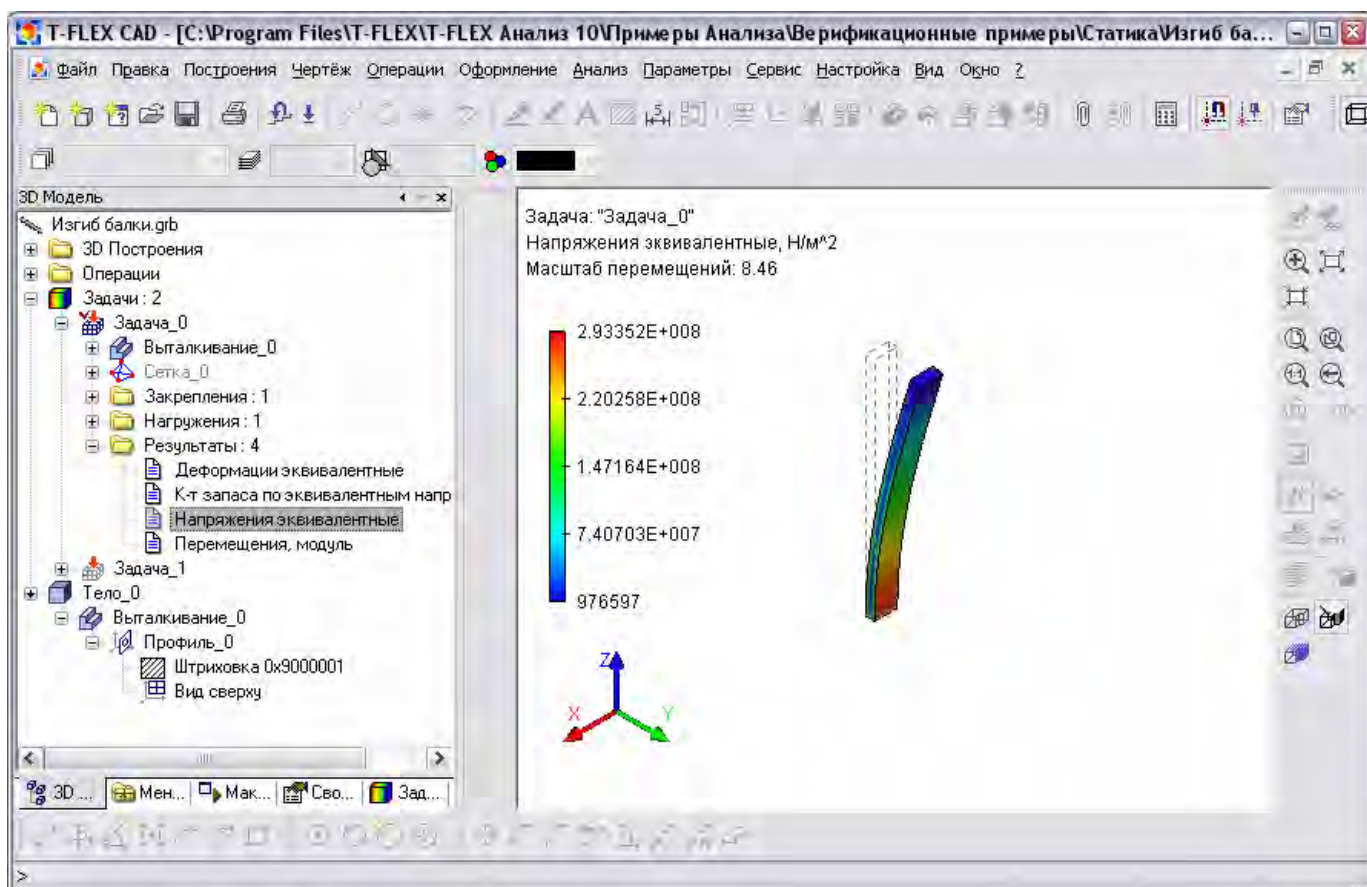 T-FLEX CAD - [C:\Program Files\T-FLEX\T-FLEX Анализ 10\Примеры Анализа\Верификационные примеры\Статика\Изгиб ба...
Файл Правка Построения Чертёж Операции Оформление Анализ Параметры Сервис Настройка Вид Окно ?
3D Модель
Изгиб балки.grb
3D Построения
Операции
Задачи : 2
Задача_0
Выталкивание_0
Сетка_0
Закрепления : 1
Нагружения : 1
Результаты : 4
Деформации эквивалентные
К-т запаса по эквивалентным напр
Напряжения эквивалентные
Перемещения, модуль
Задача_1
Тело_0
Выталкивание_0
Профиль_0
Штриховка 0x9000001
Вид сверху
3D ... Мен... Мак... Сво... Зад...
Задача: "Задача_0"
Напряжения эквивалентные, Н/м^2
Масштаб перемещений: 8.46
2.93352E+008
2.20258E+008
1.47164E+008
7.40703E+007
976597
Z
X Y
>